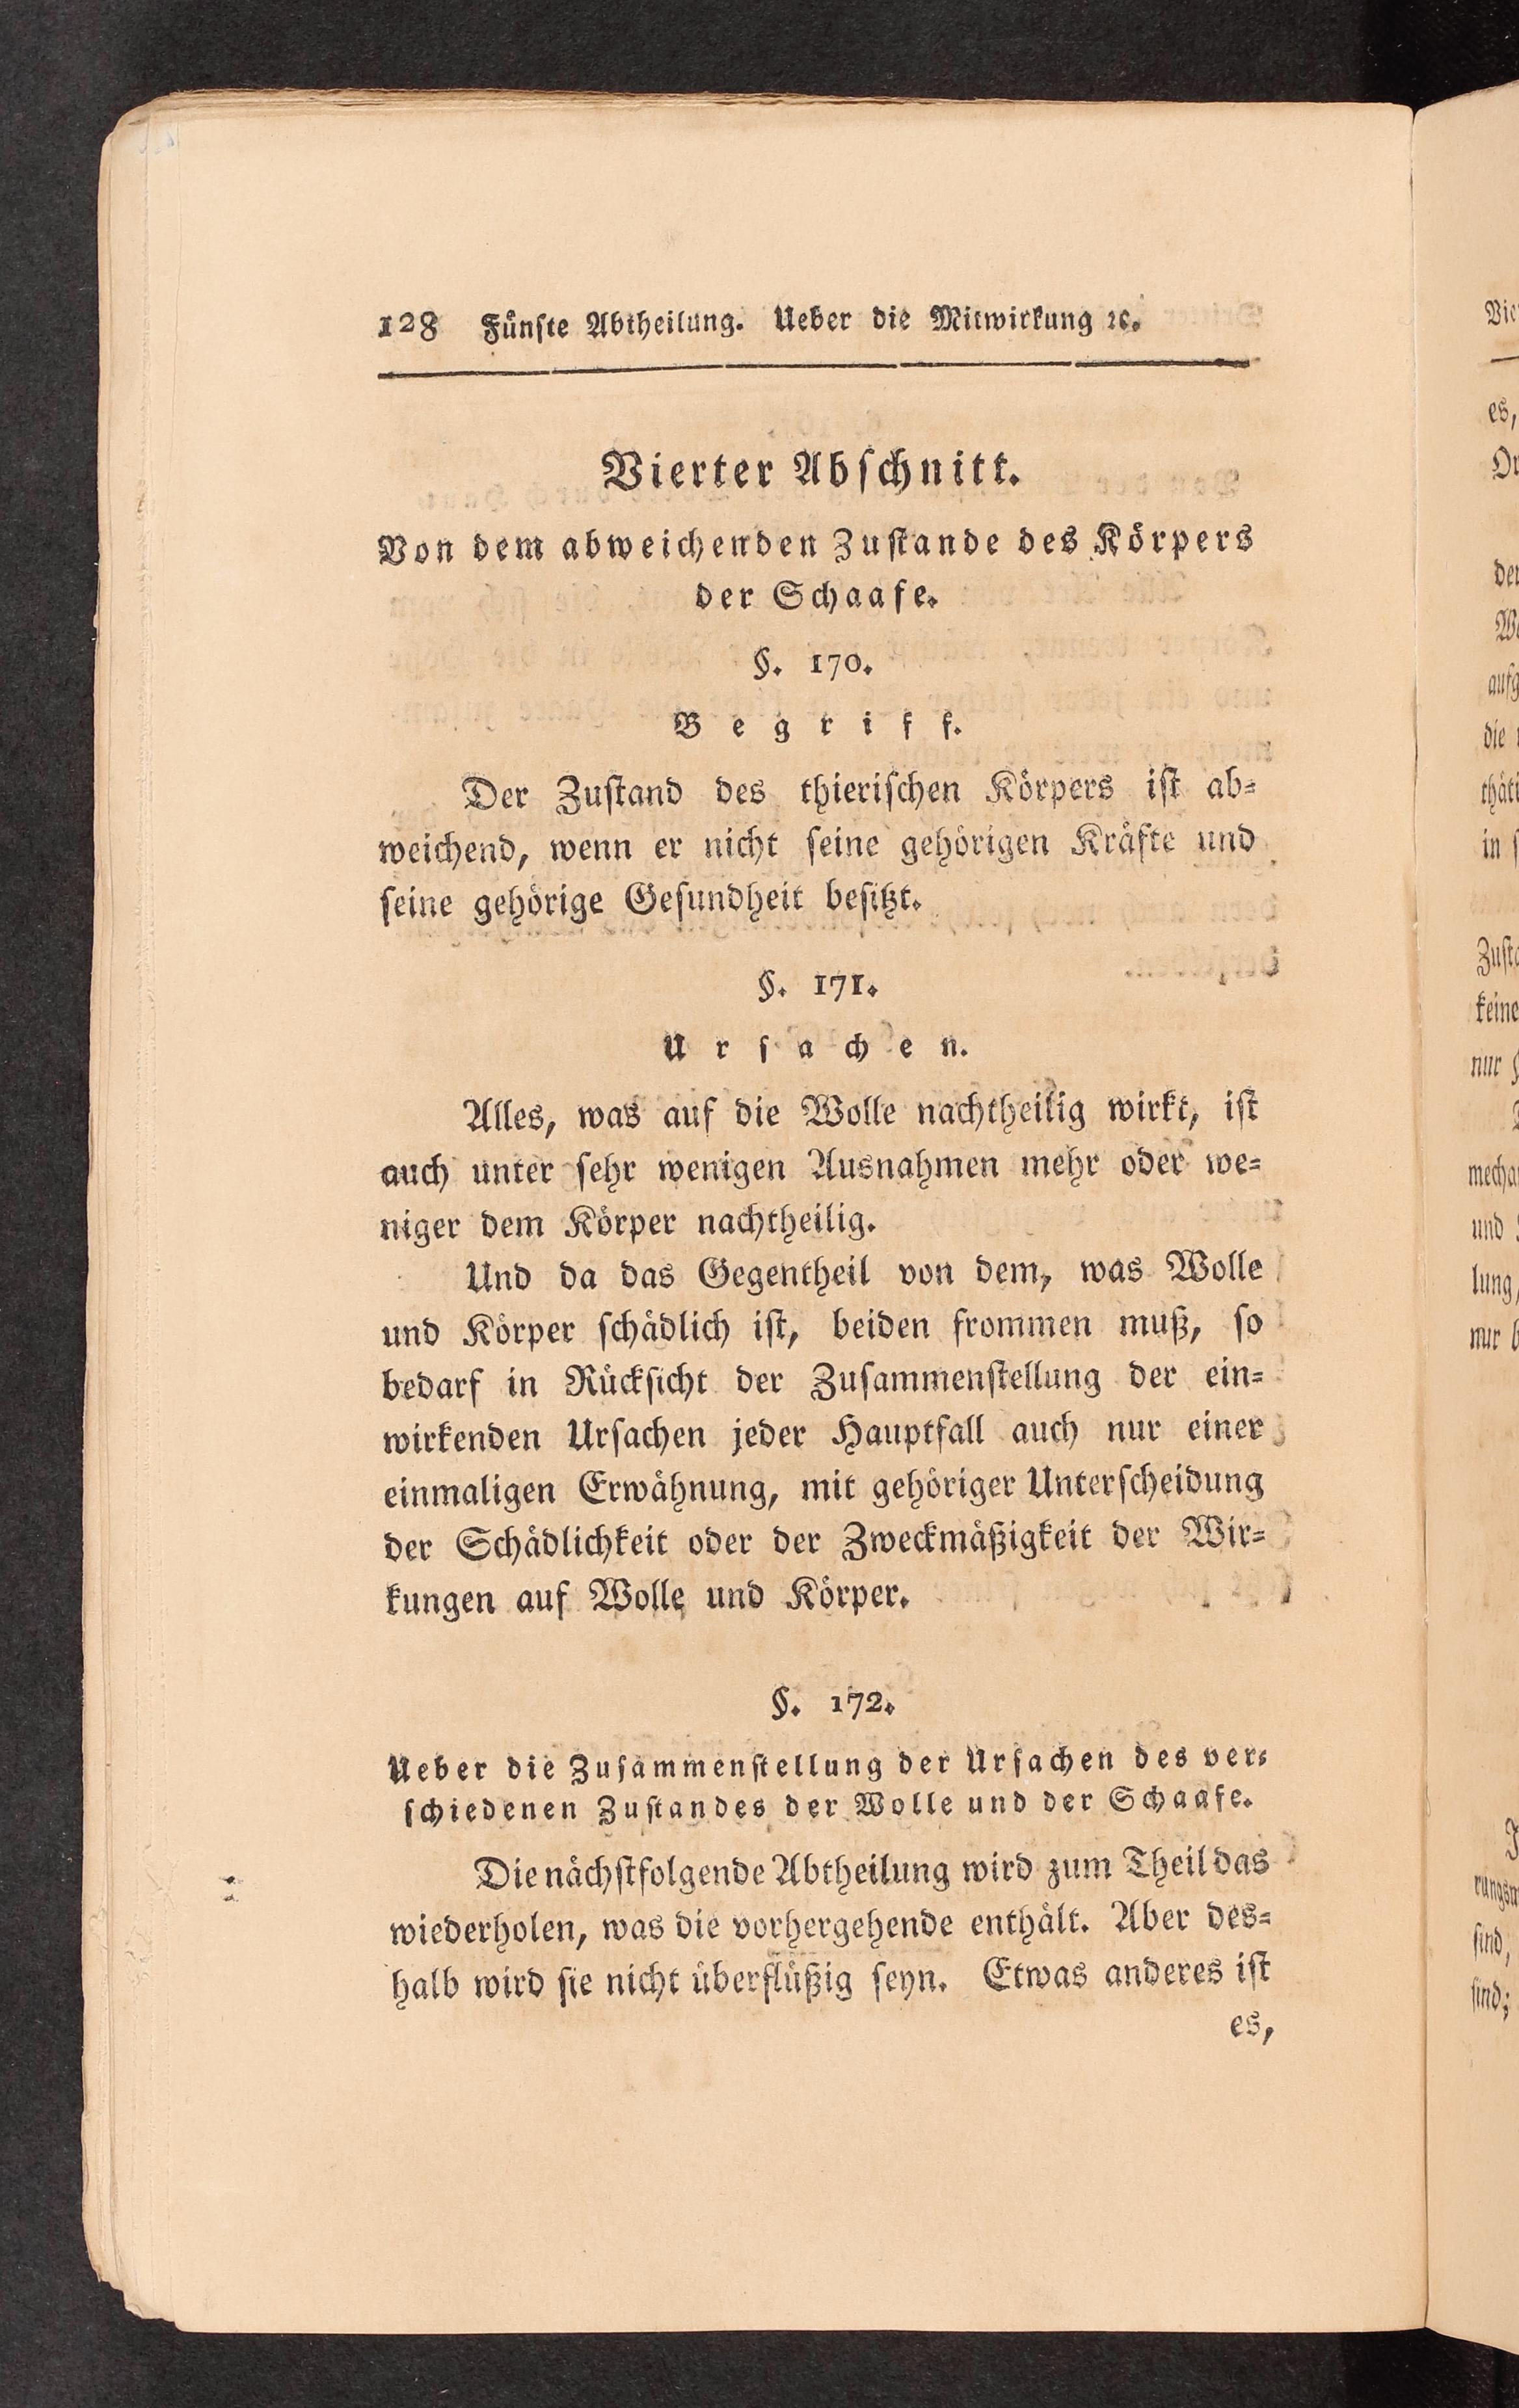 128 Fünfte Abtheilung. Ueber die Mitwirkung ꝛc.
Vierter Abschnitt.
Von dem abweichenden Zustande des Körpers
der Schaafe.
§. 170.
Begriff.
Der Zustand des thierischen Körpers ist ab-
weichend, wenn er nicht seine gehörigen Kräfte und
seine gehörige Gesundheit besitzt.
§. 171.
Ursachen.
Alles, was auf die Wolle nachtheilig wirkt, ist
auch unter sehr wenigen Ausnahmen mehr oder we-
niger dem Körper nachtheilig.
Und da das Gegentheil von dem, was Wolle
und Körper schädlich ist, beiden frommen muß, so
bedarf in Rücksicht der Zusammenstellung der ein-
wirkenden Ursachen jeder Hauptfall auch nur einer
einmaligen Erwähnung, mit gehöriger Unterscheidung
der Schädlichkeit oder der Zweckmäßigkeit der Wir-
kungen auf Wolle und Körper.
§. 172.
Ueber die Zusammenstellung der Ursachen des ver-
schiedenen Zustandes der Wolle und der Schaafe.
Die nächstfolgende Abtheilung wird zum Theil das
wiederholen, was die vorhergehende enthält. Aber des-
halb wird sie nicht überflüßig seyn. Etwas anderes ist
es,